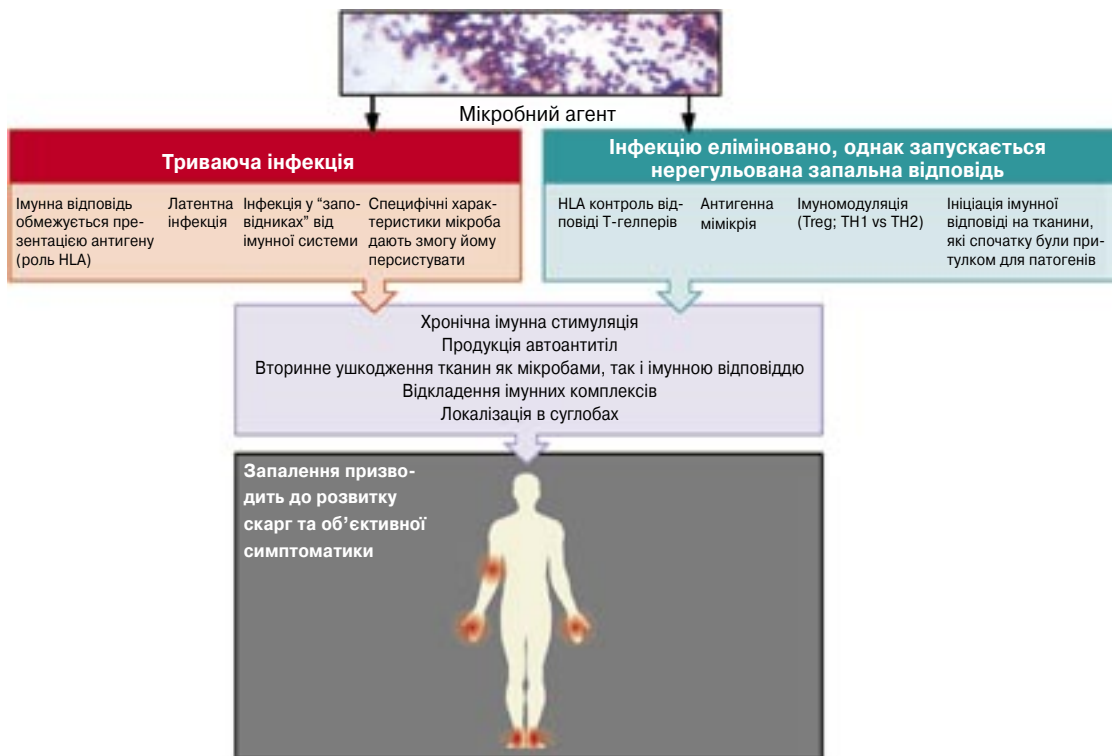 Мікробний агент
Триваюча інфекція
Імунна відповідь
обмежується пре-
зентацією антигену
(роль HLA)
Латентна
інфекція
Інфекція у “запо-
відниках” від
імунної системи
Специфічні харак-
теристики мікроба
дають змогу йому
персистувати
Інфекцію еліміновано, однак запускається
нерегульована запальна відповідь
HLA контроль від-
повіді Т-гелперів
Антигенна
мімікрія
Імуномодуляція
(Treg; TH1 vs TH2)
Ініціація імунної
відповіді на тканини,
які спочатку були при-
тулком для патогенів
Хронічна імунна стимуляція
Продукція автоантитіл
Вторинне ушкодження тканин як мікробами, так і імунною відповіддю
Відкладення імунних комплексів
Локалізація в суглобах
Запалення призво-
дить до розвитку
скарг та об’єктивної
симптоматики